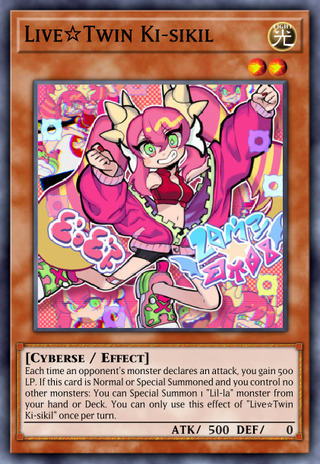 Live☆Twin Ki-sikil
LIGHT
光
[Cyberse / Effect]
Each time an opponent's monster declares an attack, you gain 500
LP. If this card is Normal or Special Summoned and you control no
other monsters: You can Special Summon 1 "Lil-la" monster from
your hand or Deck. You can only use this effect of "Live☆Twin
Ki-sikil" once per turn.
ATK/ 500 DEF/ 0